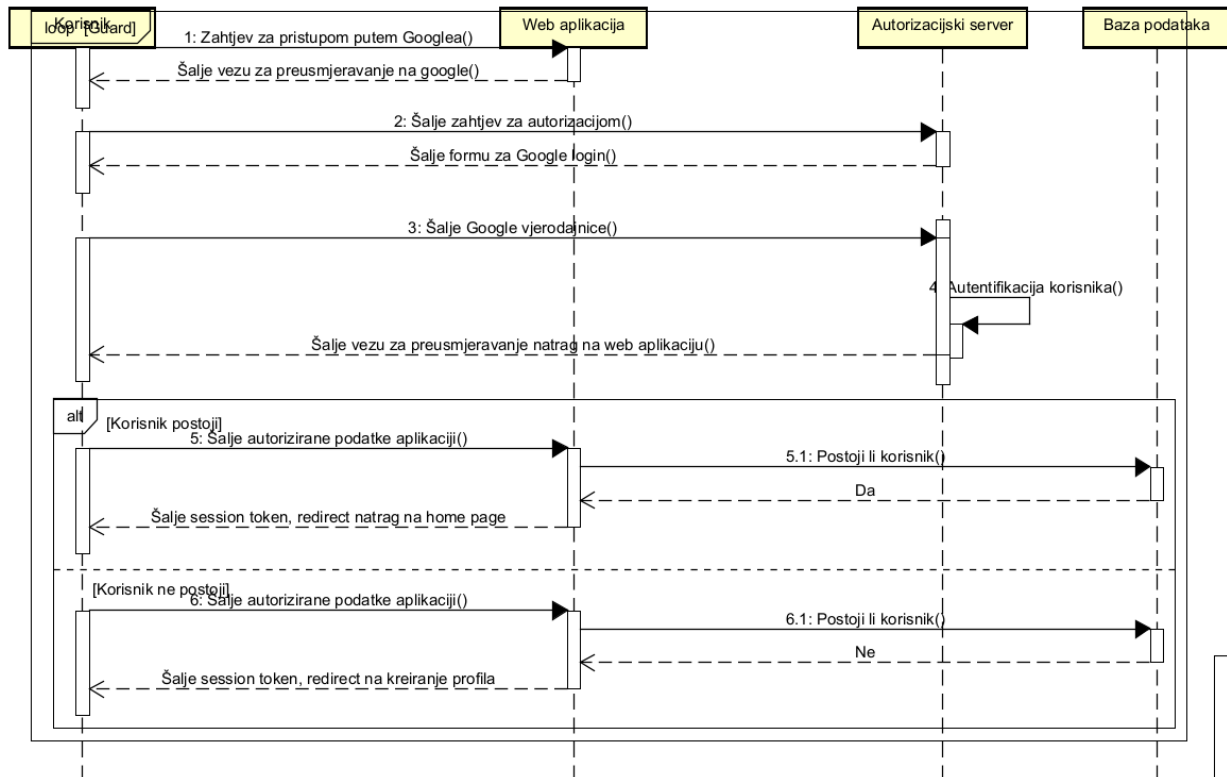 Korisnik
Web aplikacija
Autorizacijski server
Baza podataka
loop [Guard]
1: Zahtjev za pristupom putem Googlea()
Šalje vezu za preusmjeravanje na google()
2: Šalje zahtjev za autorizacijom()
Šalje formu za Google login()
3: Šalje Google vjerodajnice()
4: Autentifikacija korisnika()
Šalje vezu za preusmjeravanje natrag na web aplikaciju()
alt
[Korisnik postoji]
5: Šalje autorizirane podatke aplikaciji()
5.1: Postoji li korisnik()
Da
Šalje session token, redirect natrag na home page
[Korisnik ne postoji]
6: Šalje autorizirane podatke aplikaciji()
6.1: Postoji li korisnik()
Ne
Šalje session token, redirect na kreiranje profila